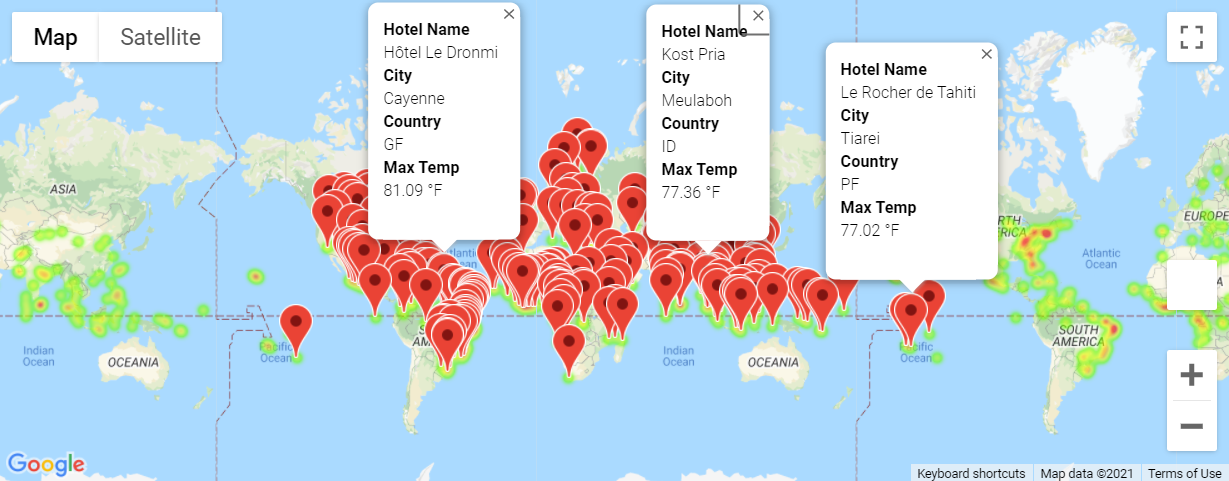 Map
Satellite
Hotel Name
Hôtel Le Dronmi
City
Cayenne
Country
GF
Max Temp
81.09 °F
Hotel Name
Kost Pria
City
Meulaboh
Country
ID
Max Temp
77.36 °F
Hotel Name
Le Rocher de Tahiti
City
Tiarei
Country
PF
Max Temp
77.02 °F
ASIA
Atlantic
Ocean
EUROPE
Indian
Ocean
OCEANIA
Pacific
Ocean
Indian
Ocean
OCEANIA
Pacific
Ocean
SOUTH
AMERICA
Google
Keyboard shortcuts
Map data ©2021
Terms of Use